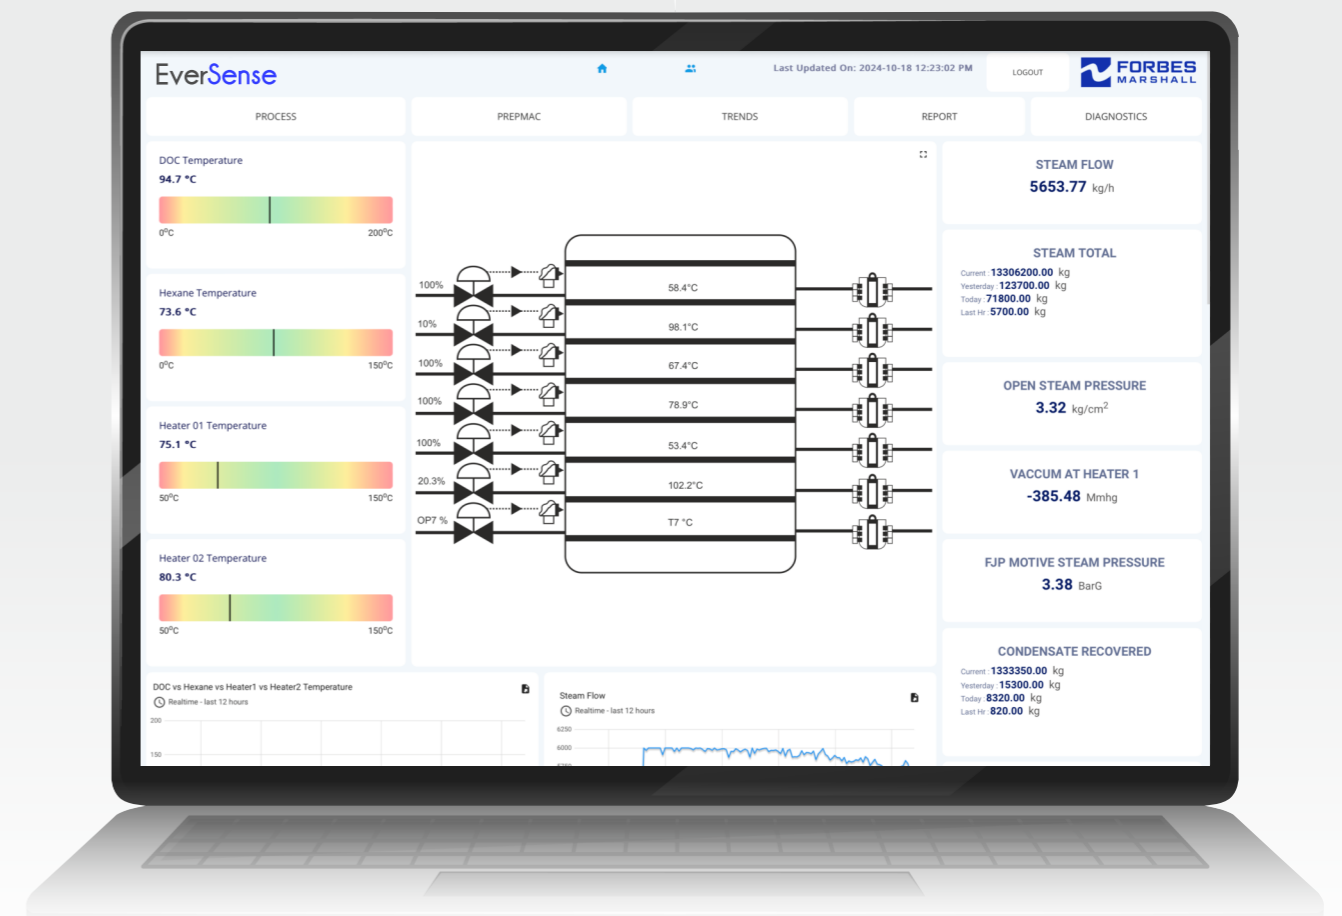 EverSense
Last Updated On: 2024-10-18 12:23:02 PM
LOGOUT
FORBES
MARSHALL
PROCESS
PREPMAC
TRENDS
REPORT
DIAGNOSTICS
DOC Temperature
94.7 °C
0°C 200°C
Hexane Temperature
73.6 °C
0°C 150°C
Heater 01 Temperature
75.1 °C
50°C 150°C
Heater 02 Temperature
80.3 °C
50°C 150°C
100%
58.4°C
10%
98.1°C
100%
67.4°C
100%
78.9°C
100%
53.4°C
20.3%
102.2°C
OP7 %
T7 °C
STEAM FLOW
5653.77 kg/h
STEAM TOTAL
Current : 13306200.00 kg
Yesterday : 123700.00 kg
Today : 71800.00 kg
Last Hr : 5700.00 kg
OPEN STEAM PRESSURE
3.32 kg/cm²
VACCUM AT HEATER 1
-385.48 Mmhg
FJP MOTIVE STEAM PRESSURE
3.38 BarG
CONDENSATE RECOVERED
Current : 1333350.00 kg
Yesterday : 15300.00 kg
Today : 8320.00 kg
Last Hr : 820.00 kg
DOC vs Hexane vs Heater1 vs Heater2 Temperature
Realtime - last 12 hours
200
150
Steam Flow
Realtime - last 12 hours
6250
6000